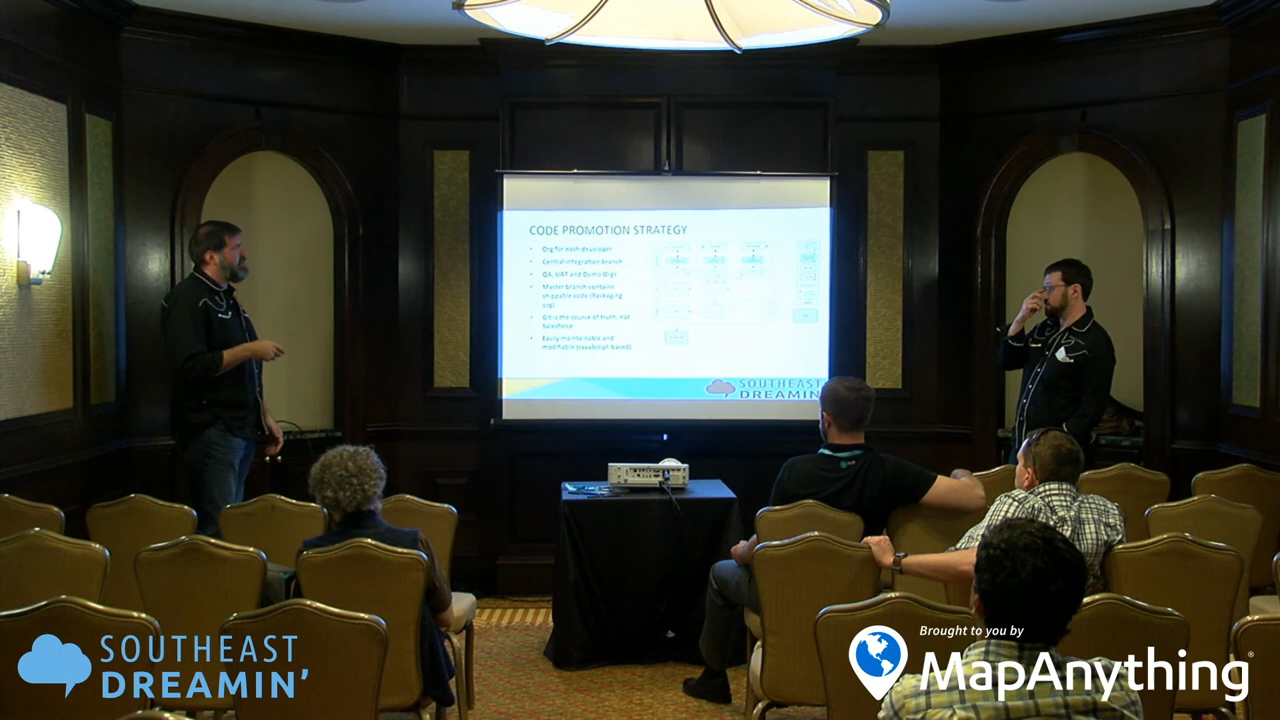 CODE PROMOTION STRATEGY
• Org for each developer
• Central integration branch
• QA, UAT and Demo Orgs
• Master branch contains
shippable code (Packaging
org)
• Git is the source of truth, not
Salesforce
• Easily maintainable and
modifiable (JavaScript based)
SOUTHEAST
DREAMIN'
SOUTHEAST
DREAMIN'
Brought to you by
MapAnything®